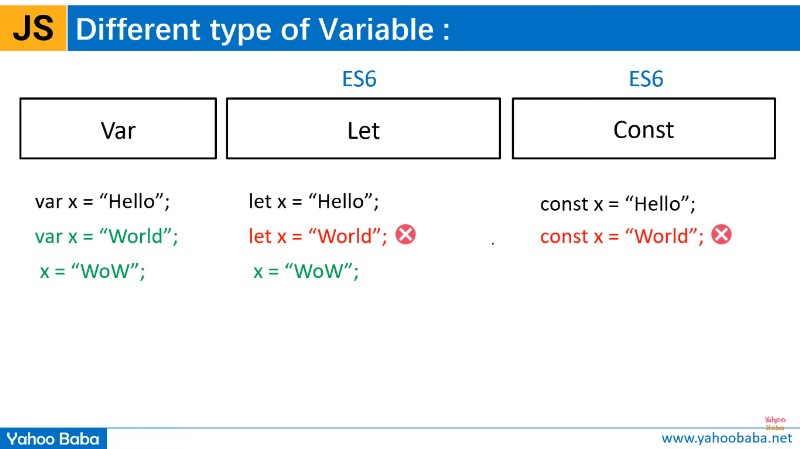 JS Different type of Variable :
ES6 ES6
Var Let Const
var x = “Hello”; let x = “Hello”; const x = “Hello”;
var x = “World”; let x = “World”; const x = “World”;
x = “WoW”; x = “WoW”;
Yahoo
Baba
Yahoo Baba www.yahoobaba.net